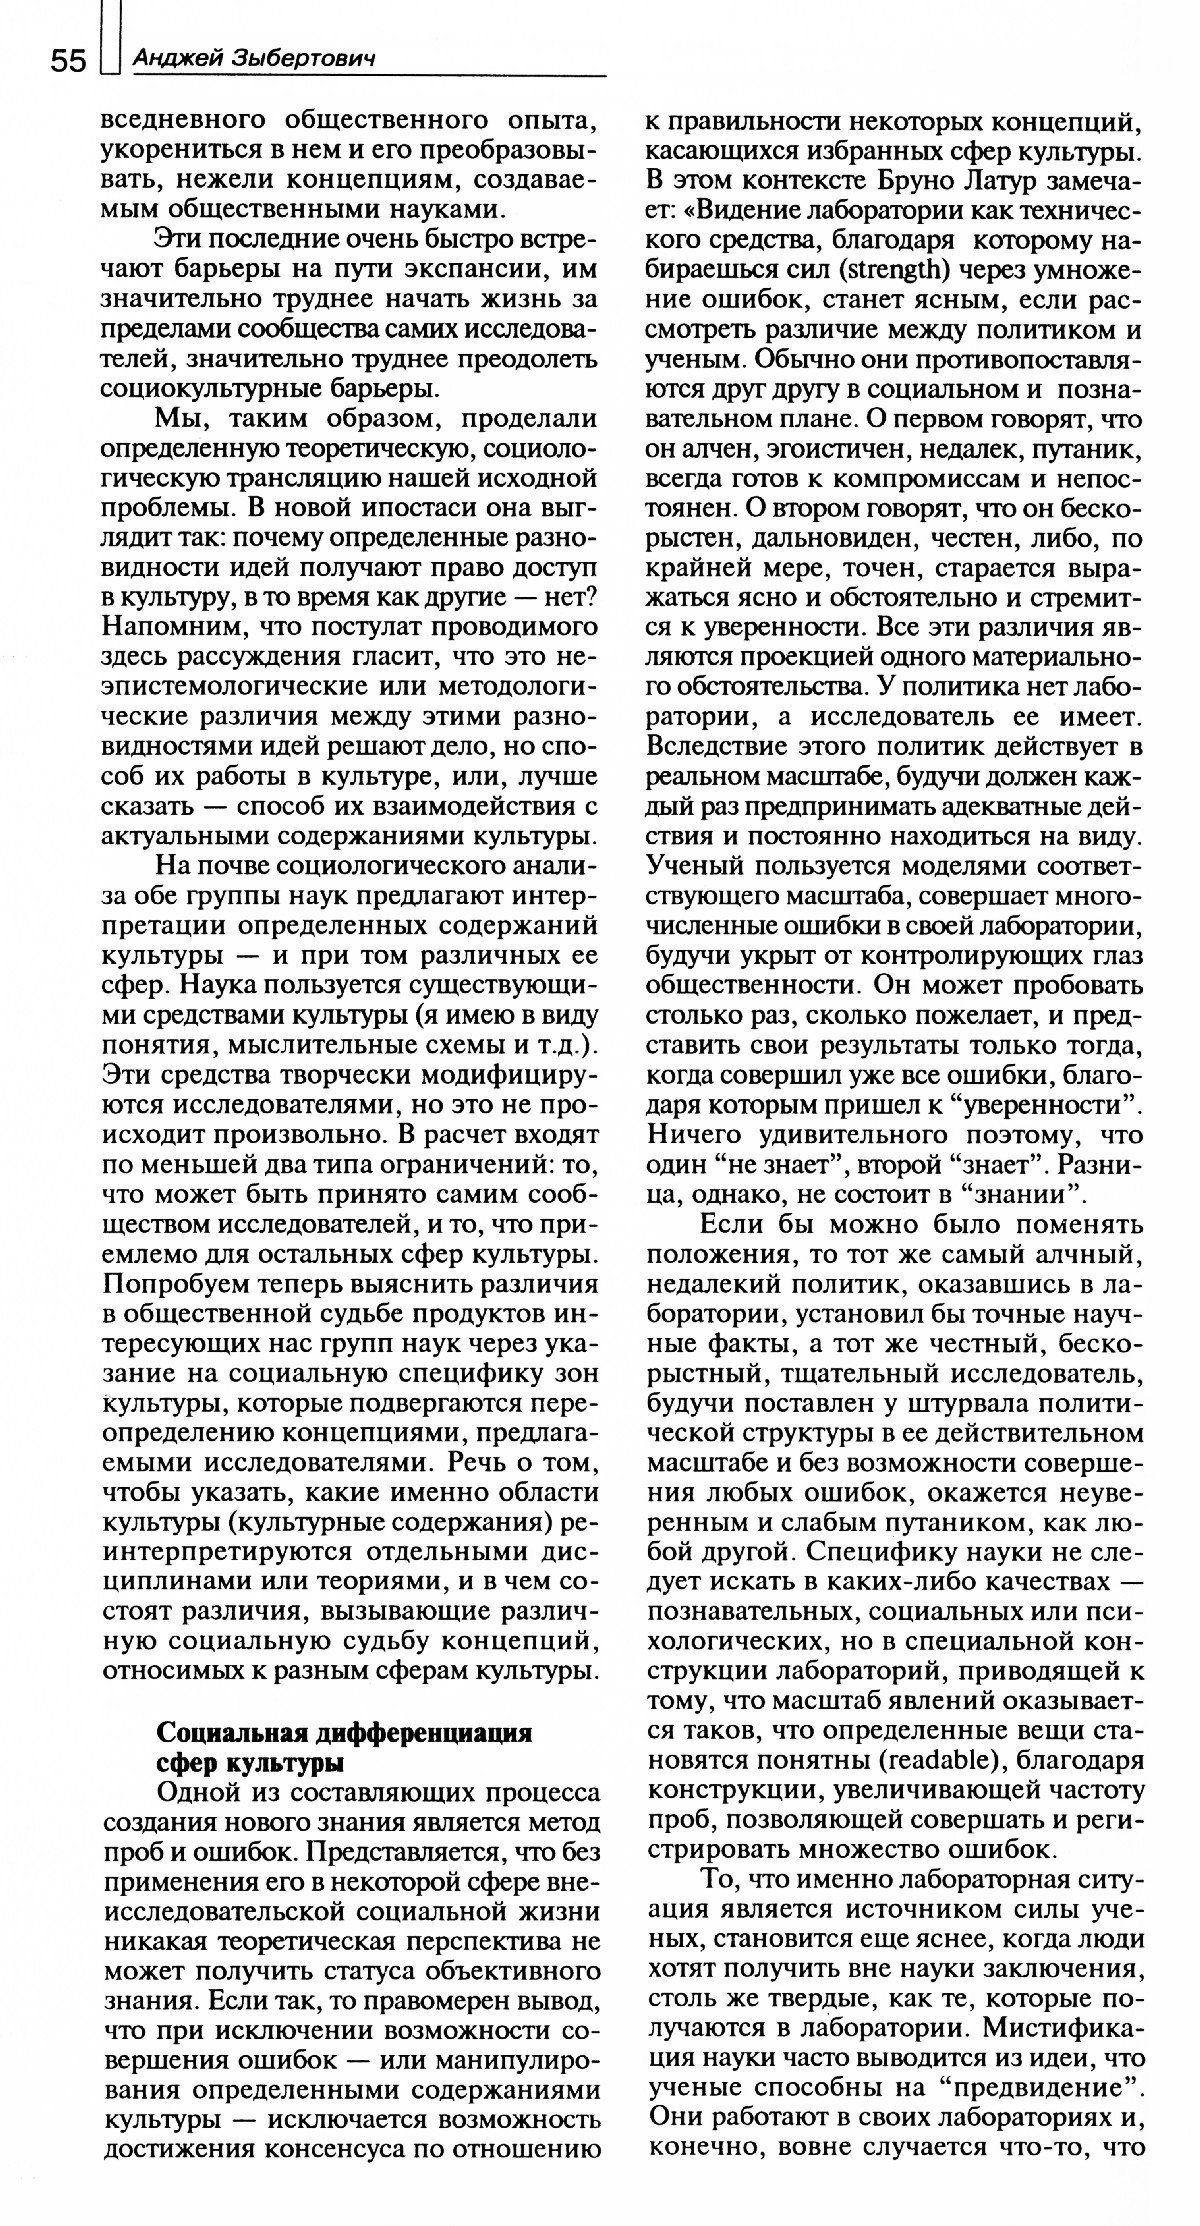 55
Анджей Зыбертович
вседневного общественного опыта,
укорениться в нем и его преобразовы-
вать, нежели концепциям, создавае-
мым общественными науками.
Эти последние очень быстро встре-
чают барьеры на пути экспансии, им
значительно труднее начать жизнь за
пределами сообщества самих исследова-
телей, значительно труднее преодолеть
социокультурные барьеры.
Мы, таким образом, проделали
определенную теоретическую, социоло-
гическую трансляцию нашей исходной
проблемы. В новой ипостаси она выг-
лядит так: почему определенные разно-
видности идей получают право доступ
в культуру, в то время как другие — нет?
Напомним, что постулат проводимого
здесь рассуждения гласит, что это не-
эпистемологические или методологи-
ческие различия между этими разно-
видностями идей решают дело, но спо-
соб их работы в культуре, или, лучше
сказать — способ их взаимодействия с
актуальными содержаниями культуры.
На почве социологического анали-
за обе группы наук предлагают интер-
претации определенных содержаний
культуры — и при том различных ее
сфер. Наука пользуется существующи-
ми средствами культуры (я имею в виду
понятия, мыслительные схемы и т.д.).
Эти средства творчески модифициру-
ются исследователями, но это не про-
исходит произвольно. В расчет входят
по меньшей два типа ограничений: то,
что может быть принято самим сооб-
ществом исследователей, и то, что при-
емлемо для остальных сфер культуры.
Попробуем теперь выяснить различия
в общественной судьбе продуктов ин-
тересующих нас групп наук через ука-
зание на социальную специфику зон
культуры, которые подвергаются пере-
определению концепциями, предлага-
емыми исследователями. Речь о том,
чтобы указать, какие именно области
культуры (культурные содержания) ре-
интерпретируются отдельными дис-
циплинами или теориями, и в чем со-
стоят различия, вызывающие различ-
ную социальную судьбу концепций,
относимых к разным сферам культуры.
Социальная дифференциация
сфер культуры
Одной из составляющих процесса
создания нового знания является метод
проб и ошибок. Представляется, что без
применения его в некоторой сфере вне-
исследовательской социальной жизни
никакая теоретическая перспектива не
может получить статуса объективного
знания. Если так, то правомерен вывод,
что при исключении возможности со-
вершения ошибок — или манипулиро-
вания определенными содержаниями
культуры — исключается возможность
достижения консенсуса по отношению
к правильности некоторых концепций,
касающихся избранных сфер культуры.
В этом контексте Бруно Латур замеча-
ет: «Видение лаборатории как техничес-
кого средства, благодаря которому на-
бираешься сил (strength) через умноже-
ние ошибок, станет ясным, если рас-
смотреть различие между политиком и
ученым. Обычно они противопоставля-
ются друг другу в социальном и позна-
вательном плане. О первом говорят, что
он алчен, эгоистичен, недалек, путаник,
всегда готов к компромиссам и непос-
тоянен. О втором говорят, что он беско-
рыстен, дальновиден, честен, либо, по
крайней мере, точен, старается выра-
жаться ясно и обстоятельно и стремит-
ся к уверенности. Все эти различия яв-
ляются проекцией одного материально-
го обстоятельства. У политика нет лабо-
ратории, а исследователь ее имеет.
Вследствие этого политик действует в
реальном масштабе, будучи должен каж-
дый раз предпринимать адекватные дей-
ствия и постоянно находиться на виду.
Ученый пользуется моделями соответ-
ствующего масштаба, совершает много-
численные ошибки в своей лаборатории,
будучи укрыт от контролирующих глаз
общественности. Он может пробовать
столько раз, сколько пожелает, и пред-
ставить свои результаты только тогда,
когда совершил уже все ошибки, благо-
даря которым пришел к “уверенности”.
Ничего удивительного поэтому, что
один “не знает”, второй “знает”. Разни-
ца, однако, не состоит в “знании”.
Если бы можно было поменять
положения, то тот же самый алчный,
недалекий политик, оказавшись в ла-
боратории, установил бы точные науч-
ные факты, а тот же честный, беско-
рыстный, тщательный исследователь,
будучи поставлен у штурвала полити-
ческой структуры в ее действительном
масштабе и без возможности соверше-
ния любых ошибок, окажется неуве-
ренным и слабым путаником, как лю-
бой другой. Специфику науки не сле-
дует искать в каких-либо качествах —
познавательных, социальных или пси-
хологических, но в специальной кон-
струкции лабораторий, приводящей к
тому, что масштаб явлений оказывает-
ся таков, что определенные вещи ста-
новятся понятны (readable), благодаря
конструкции, увеличивающей частоту
проб, позволяющей совершать и реги-
стрировать множество ошибок.
То, что именно лабораторная ситу-
ация является источником силы уче-
ных, становится еще яснее, когда люди
хотят получить вне науки заключения,
столь же твердые, как те, которые по-
лучаются в лаборатории. Мистифика-
ция науки часто выводится из идеи, что
ученые способны на “предвидение”.
Они работают в своих лабораториях и,
конечно, вовне случается что-то, что